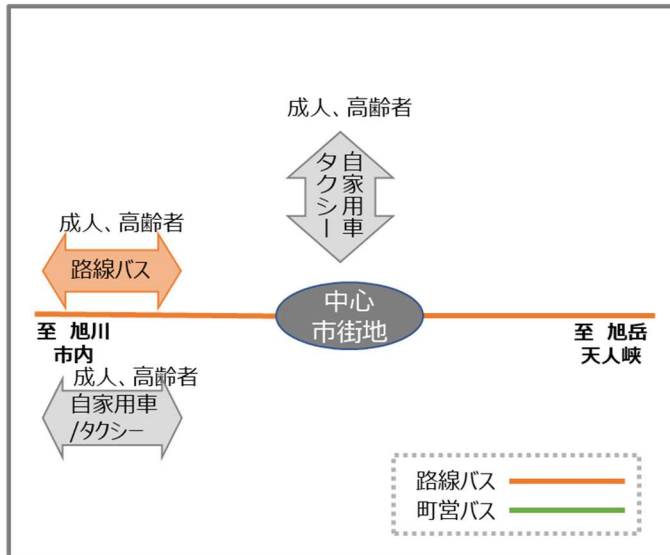 成人、高齢者
自家用車
タクシー
成人、高齢者
路線バス
中心
市街地
至 旭川
市内
至 旭岳
天人峡
成人、高齢者
自家用車
/タクシー
路線バス
町営バス